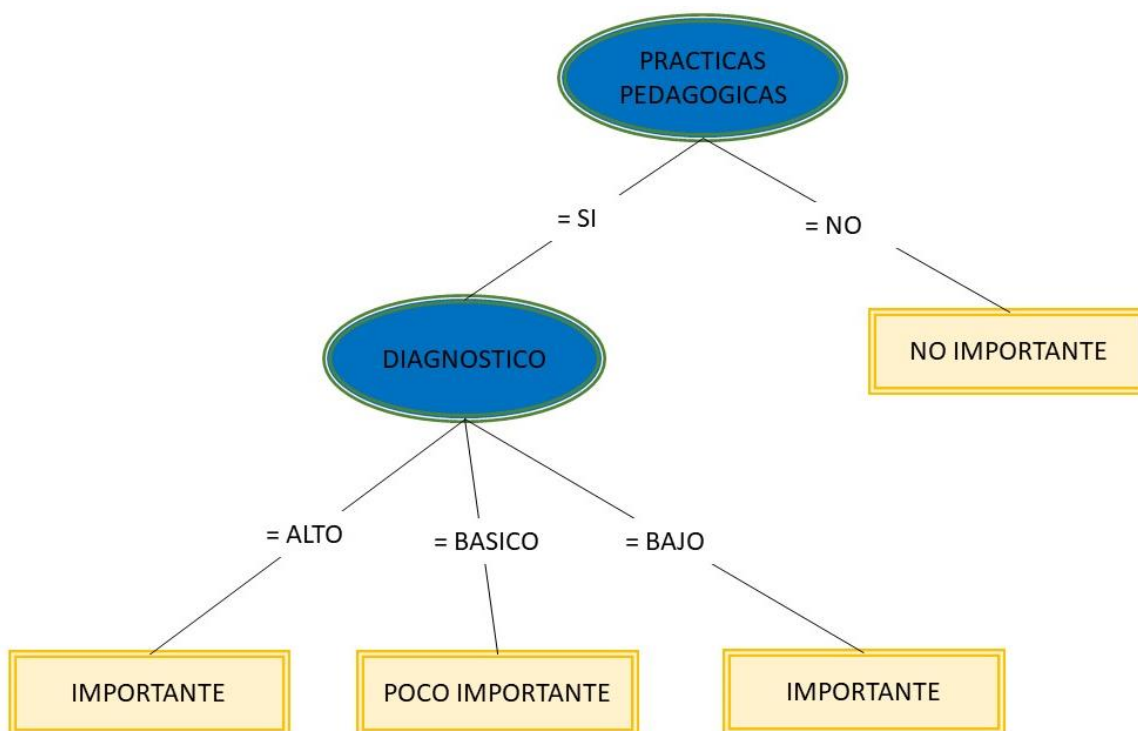 PRACTICAS
PEDAGOGICAS
= SI
= NO
DIAGNOSTICO
NO IMPORTANTE
= ALTO
= BASICO
= BAJO
IMPORTANTE
POCO IMPORTANTE
IMPORTANTE